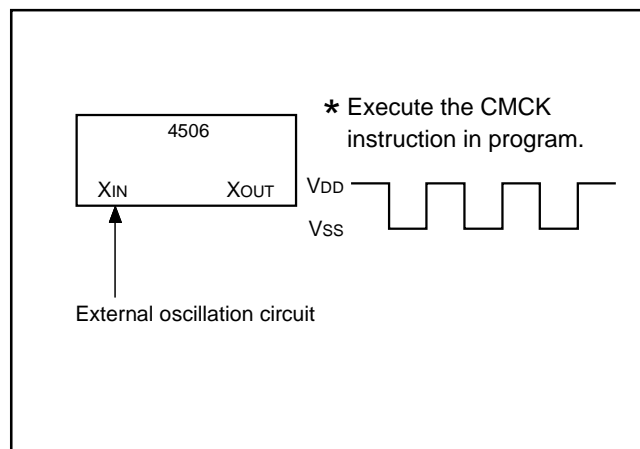 * Execute the CMCK
instruction in program.
4506
XIN
XOUT
VDD
VSS
External oscillation circuit